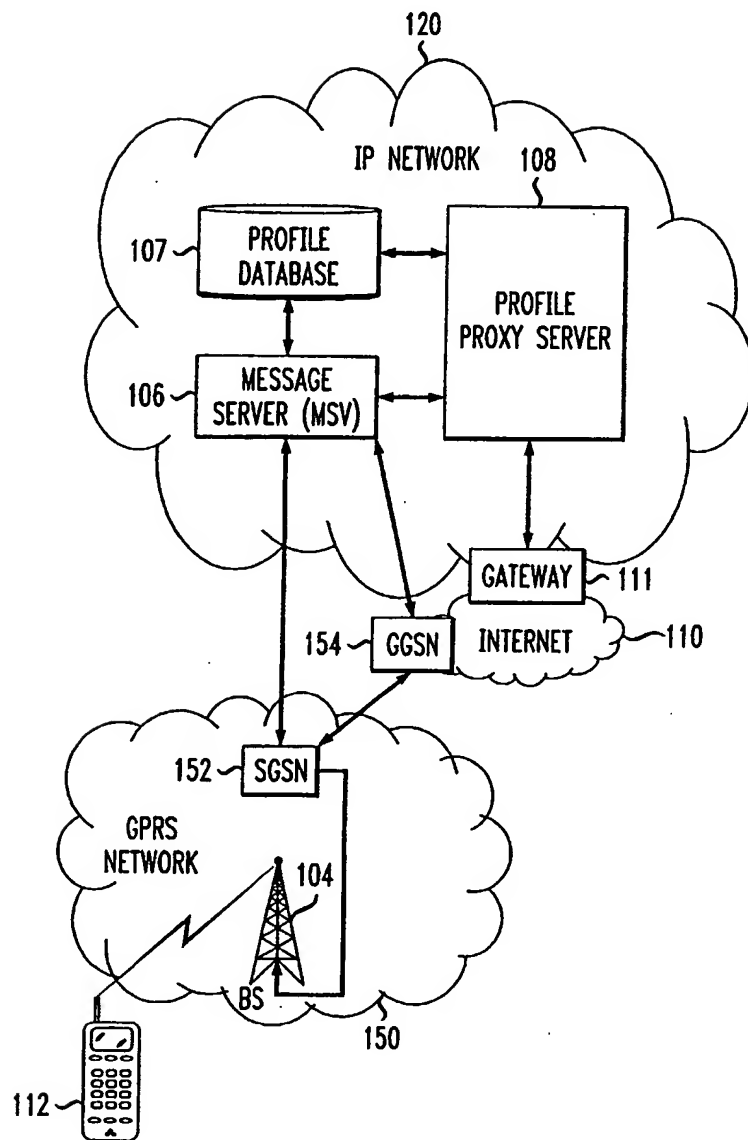 120
IP NETWORK
108
107
PROFILE
DATABASE
PROFILE
PROXY SERVER
106
MESSAGE
SERVER (MSV)
GATEWAY
111
154
GGSN
INTERNET
110
152
SGSN
GPRS
NETWORK
104
BS
150
112